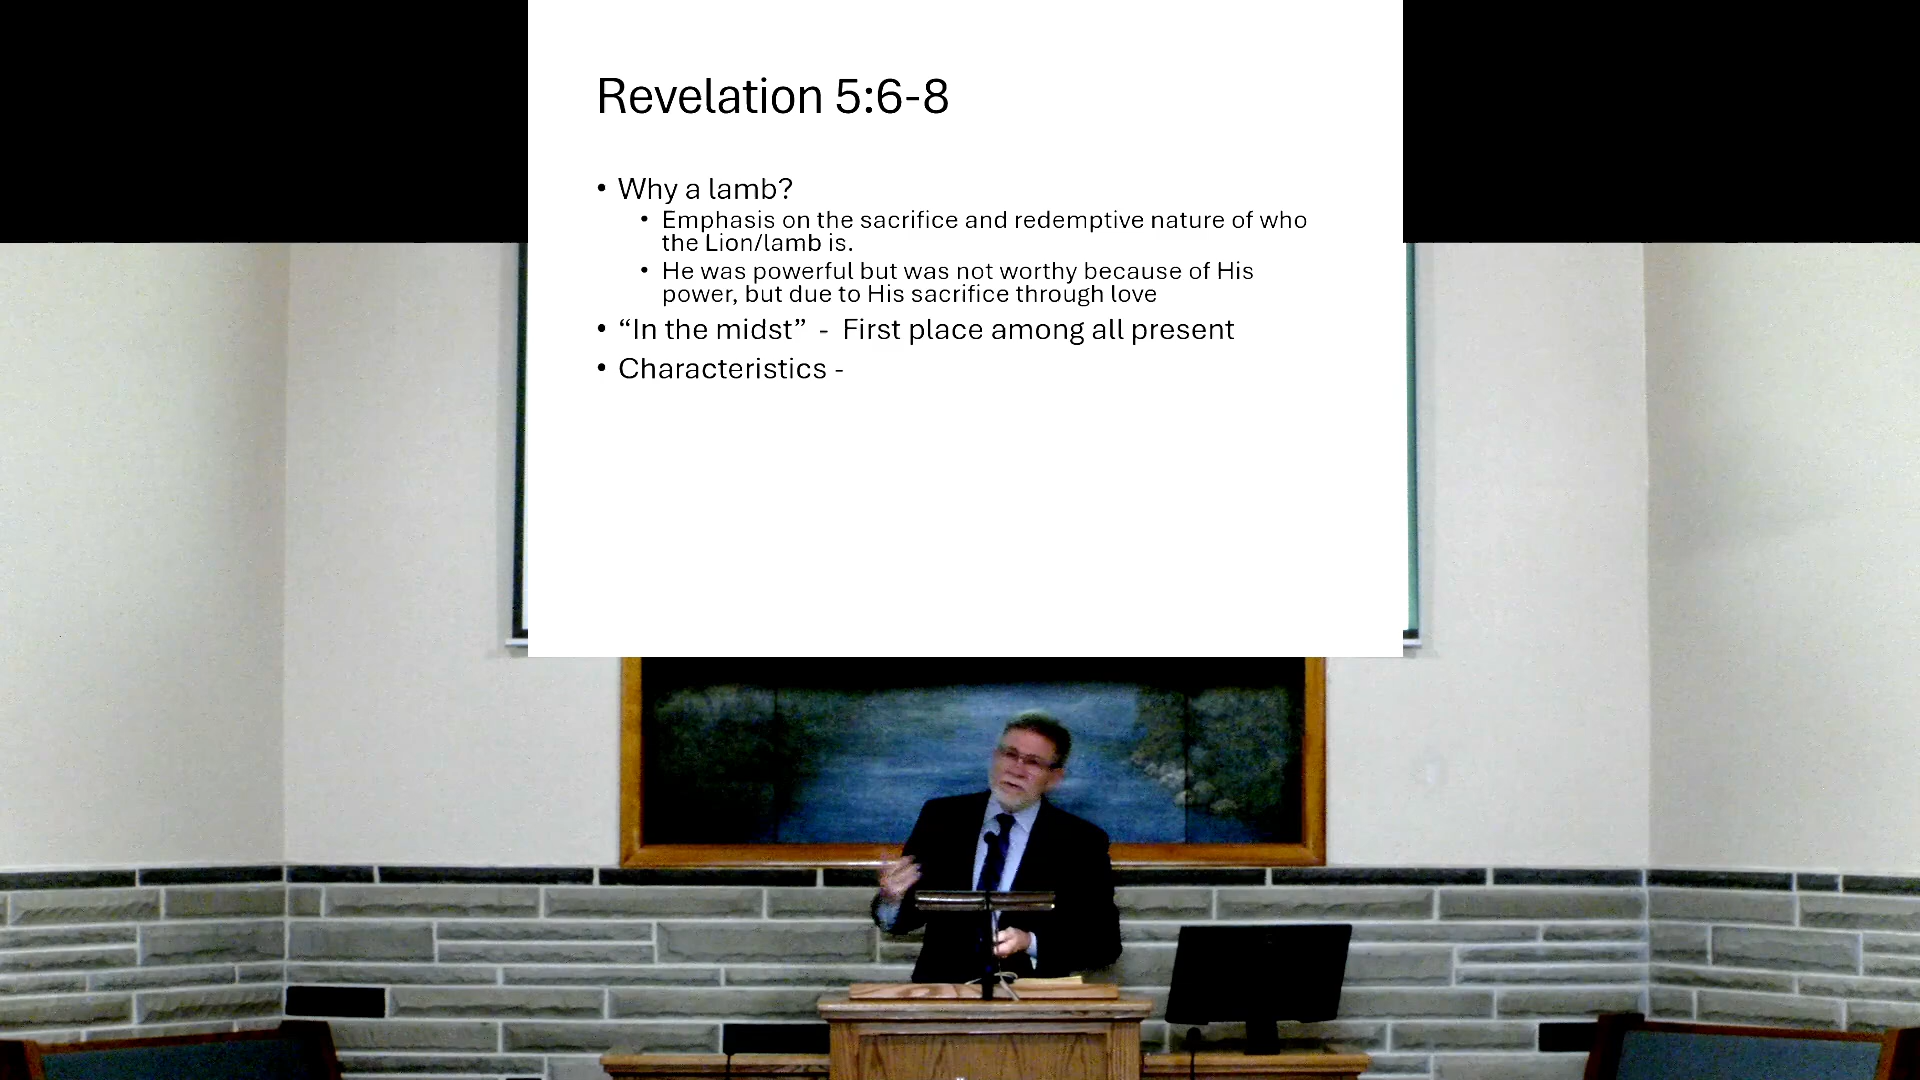 Revelation 5:6-8
• Why a lamb?
• Emphasis on the sacrifice and redemptive nature of who
the Lion/lamb is.
• He was powerful but was not worthy because of His
power, but due to His sacrifice through love
• “In the midst” - First place among all present
• Characteristics -